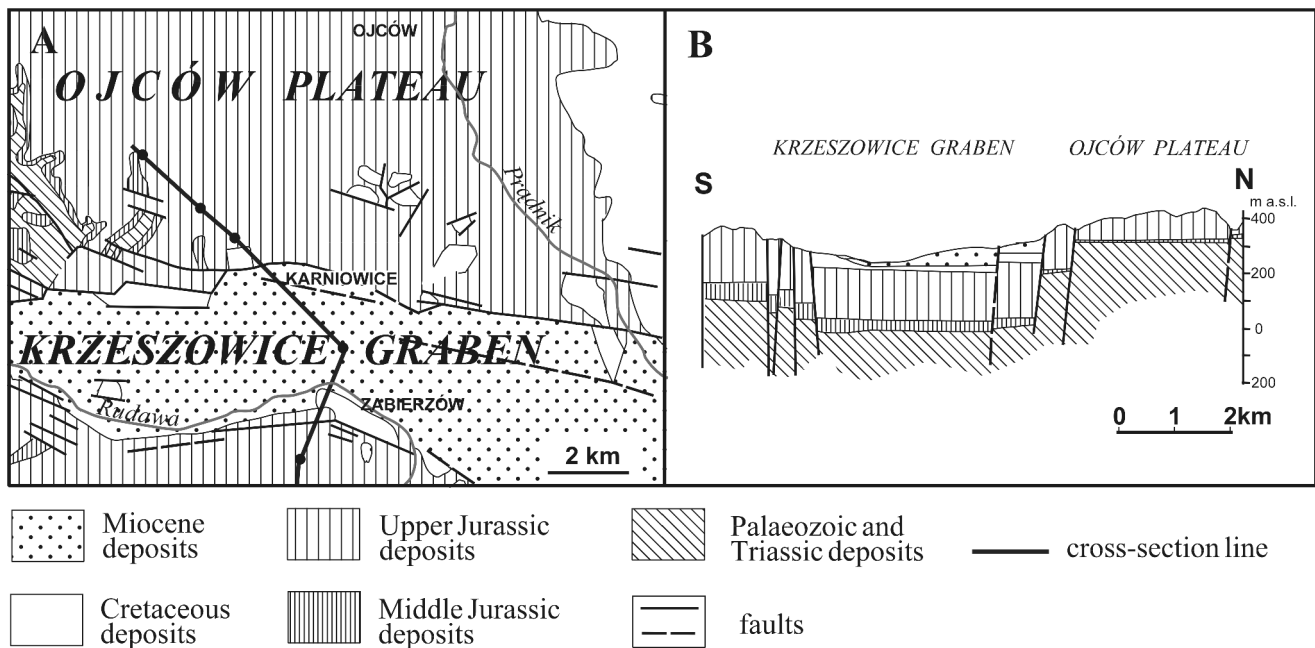 A
OJCÓW
OJCÓW PLATEAU
Prądnik
KARNIOWICE
KRZESZOWICE GRABEN
Rudawa
ZABIERZÓW
2 km
B
KRZESZOWICE GRABEN
OJCÓW PLATEAU
S
N
m a.s.l.
400
200
0
200
0 1 2km
Miocene
deposits
Upper Jurassic
deposits
Palaeozoic and
Triassic deposits
cross-section line
Cretaceous
deposits
Middle Jurassic
deposits
faults